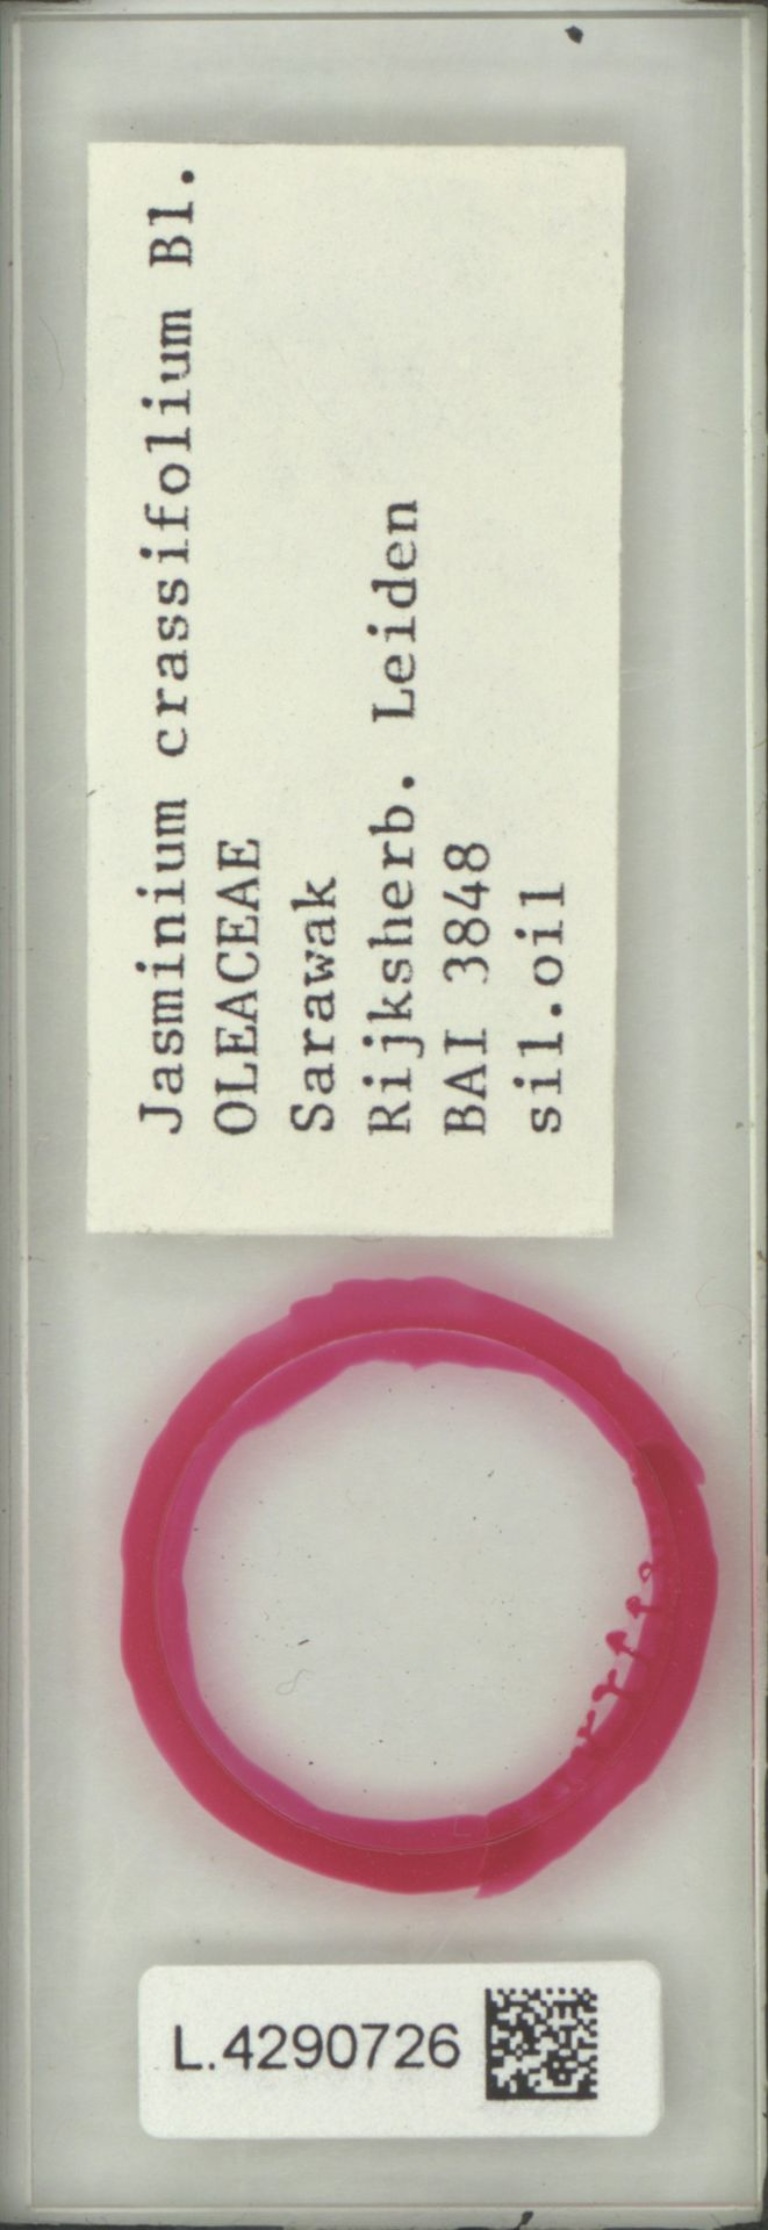 Jasminium crassifolium Bl.
OLEACEAE
Sarawak
Rijksherb. Leiden
BAI 3848
sil.oil
L.4290726